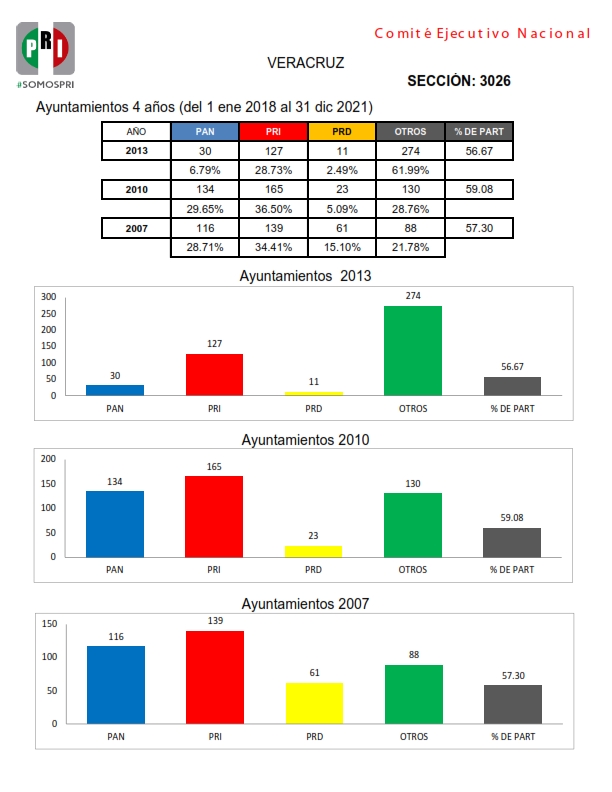 Comité Ejecutivo Nacional
PRI
#SOMOSPRI
VERACRUZ
SECCIÓN: 3026
Ayuntamientos 4 años (del 1 ene 2018 al 31 dic 2021)
AÑO PAN PRI PRD OTROS % DE PART
2013 30 127 11 274 56.67
6.79% 28.73% 2.49% 61.99%
2010 134 165 23 130 59.08
29.65% 36.50% 5.09% 28.76%
2007 116 139 61 88 57.30
28.71% 34.41% 15.10% 21.78%
Ayuntamientos 2013
300
250
200
150
100
50
0
30 127 11 274 56.67
PAN PRI PRD OTROS % DE PART
Ayuntamientos 2010
200
150
100
50
0
134 165 23 130 59.08
PAN PRI PRD OTROS % DE PART
Ayuntamientos 2007
150
100
50
0
116 139 61 88 57.30
PAN PRI PRD OTROS % DE PART